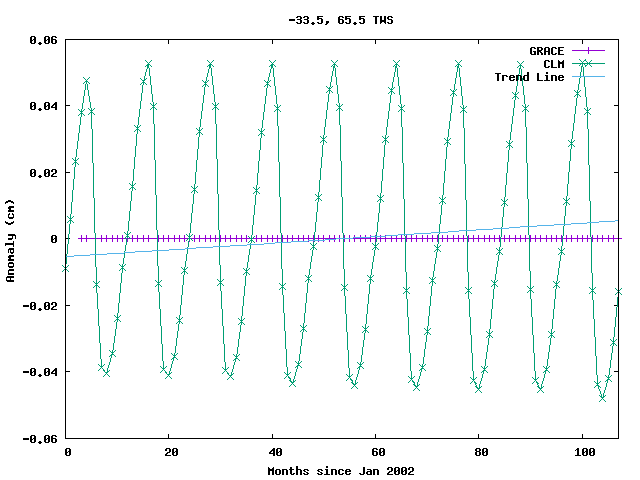 -33.5, 65.5 TWS
GRACE
CLM
Trend Line
0.06
0.04
0.02
0
-0.02
-0.04
-0.06
Anomaly (cm)
0 20 40 60 80 100
Months since Jan 2002